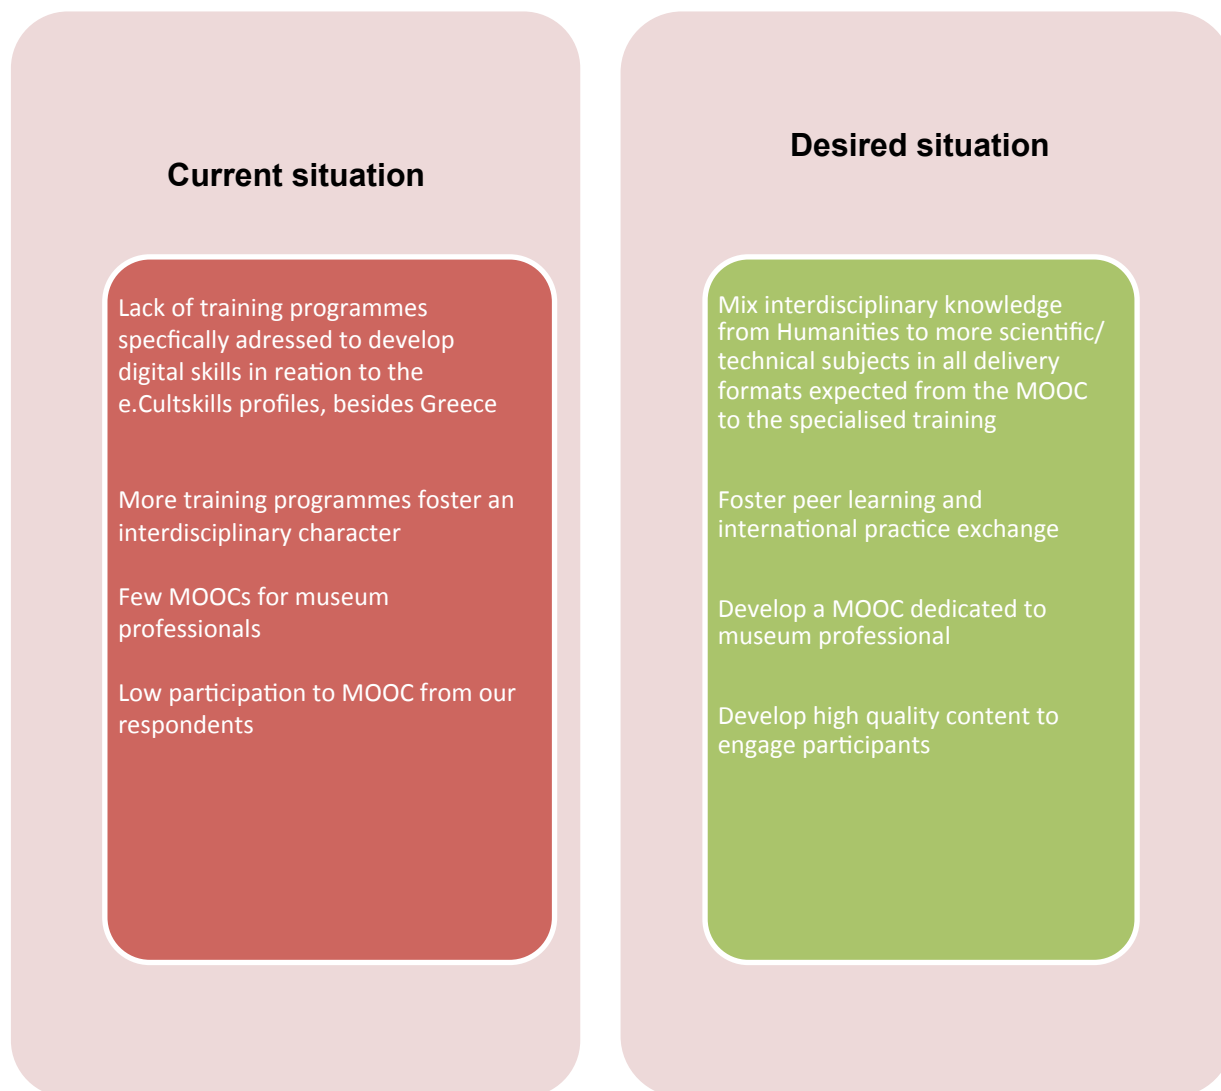 Current situation
Lack of training programmes
specfically adressed to develop
digital skills in reation to the
e.Cultskills profiles, besides Greece
More training programmes foster an
interdisciplinary character
Few MOOCs for museum
professionals
Low participation to MOOC from our
respondents
Desired situation
Mix interdisciplinary knowledge
from Humanities to more scientific/
technical subjects in all delivery
formats expected from the MOOC
to the specialised training
Foster peer learning and
international practice exchange
Develop a MOOC dedicated to
museum professional
Develop high quality content to
engage participants